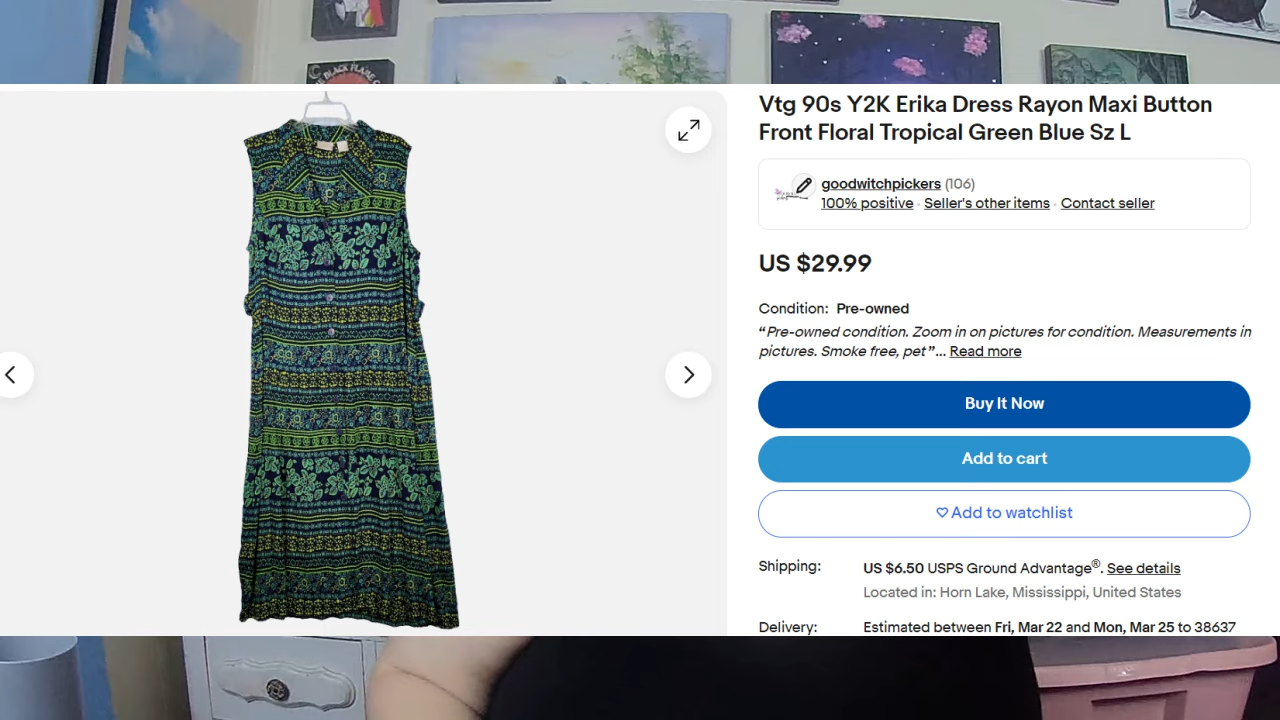 BLACK FLAME C
Vtg 90s Y2K Erika Dress Rayon Maxi Button
Front Floral Tropical Green Blue Sz L
goodwitchpickers (106)
100% positive · Seller's other items · Contact seller
US $29.99
Condition: Pre-owned
“Pre-owned condition. Zoom in on pictures for condition. Measurements in
pictures. Smoke free, pet”... Read more
Buy It Now
Add to cart
Add to watchlist
Shipping: US $6.50 USPS Ground Advantage®. See details
Located in: Horn Lake, Mississippi, United States
Delivery: Estimated between Fri, Mar 22 and Mon, Mar 25 to 38637